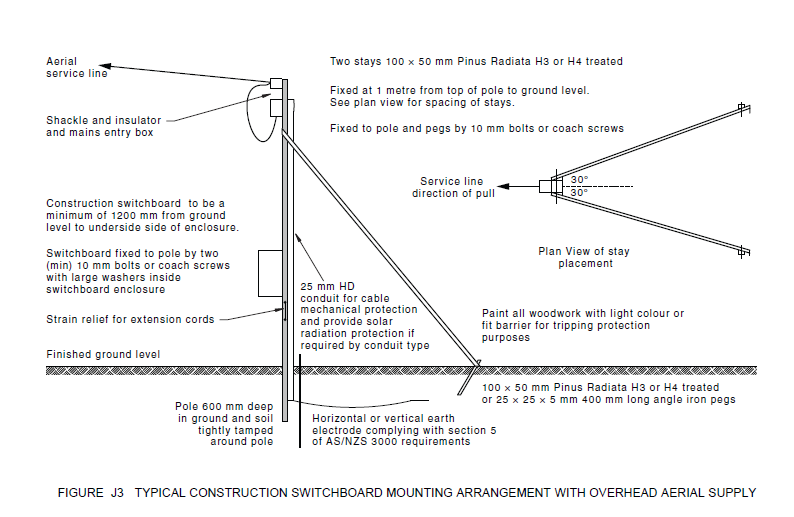 Aerial
service line
Two stays 100 × 50 mm Pinus Radiata H3 or H4 treated
Fixed at 1 metre from top of pole to ground level.
See plan view for spacing of stays.
Shackle and insulator
and mains entry box
Fixed to pole and pegs by 10 mm bolts or coach screws
Service line
direction of pull
30°
30°
Construction switchboard to be a
minimum of 1200 mm from ground
level to underside side of enclosure.
Plan View of stay
placement
Switchboard fixed to pole by two
(min) 10 mm bolts or coach screws
with large washers inside
switchboard enclosure
25 mm HD
conduit for cable
mechanical protection
and provide solar
radiation protection if
required by conduit type
Strain relief for extension cords
Paint all woodwork with light colour or
fit barrier for tripping protection
purposes
Finished ground level
100 × 50 mm Pinus Radiata H3 or H4 treated
or 25 × 25 × 5 mm 400 mm long angle iron pegs
Pole 600 mm deep
in ground and soil
tightly tamped
around pole
Horizontal or vertical earth
electrode complying with section 5
of AS/NZS 3000 requirements
FIGURE J3 TYPICAL CONSTRUCTION SWITCHBOARD MOUNTING ARRANGEMENT WITH OVERHEAD AERIAL SUPPLY